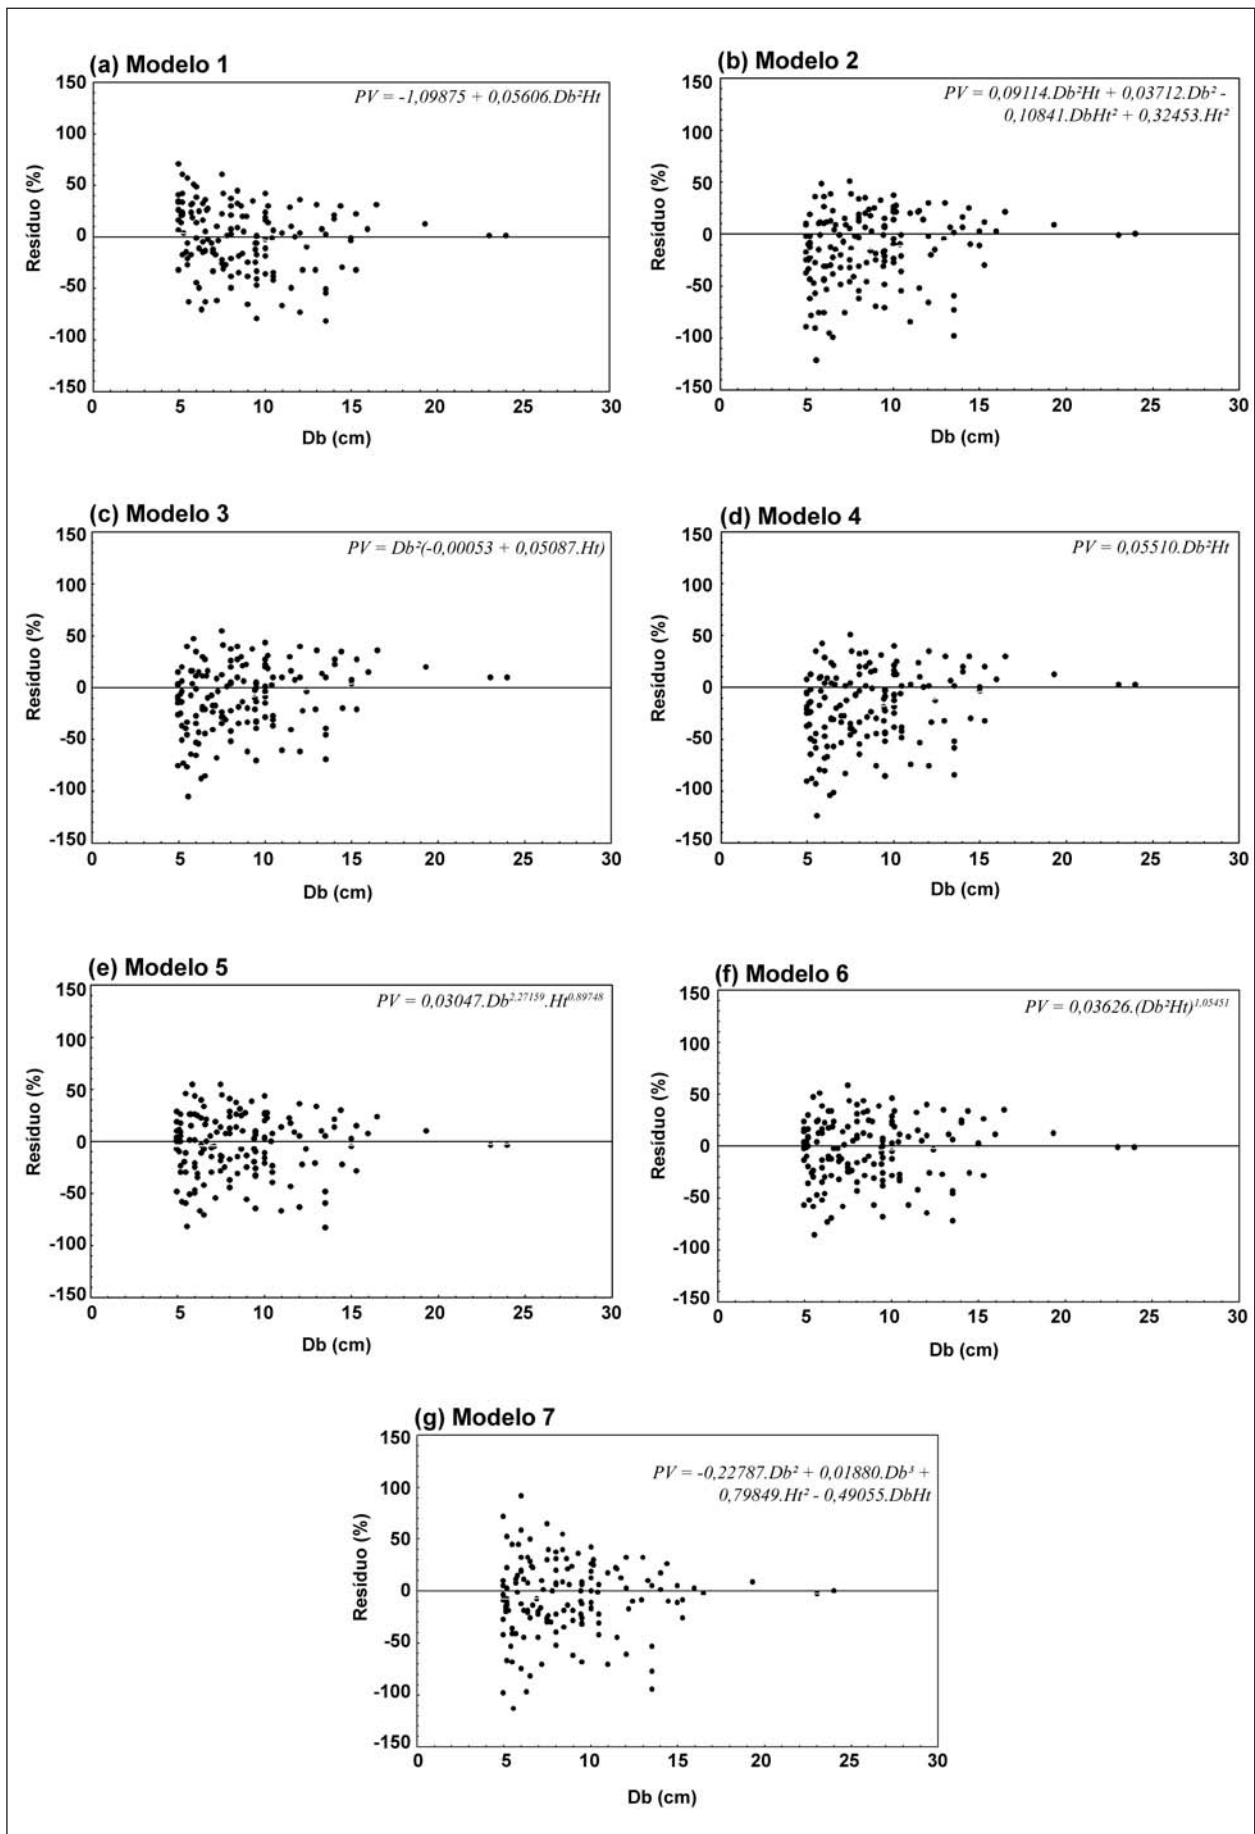 (a) Modelo 1
PV = -1,09875 + 0,05606.Db²Ht
150
100
50
0
-50
-100
-150
Resíduo (%)
0 5 10 15 20 25 30
Db (cm)
(b) Modelo 2
PV = 0,09114.Db²Ht + 0,03712.Db² -
0,10841.DbHt² + 0,32453.Ht²
150
100
50
0
-50
-100
-150
Resíduo (%)
0 5 10 15 20 25 30
Db (cm)
(c) Modelo 3
PV = Db²(-0,00053 + 0,05087.Ht)
150
100
50
0
-50
-100
-150
Resíduo (%)
0 5 10 15 20 25 30
Db (cm)
(d) Modelo 4
PV = 0,05510.Db²Ht
150
100
50
0
-50
-100
-150
Resíduo (%)
0 5 10 15 20 25 30
Db (cm)
(e) Modelo 5
PV = 0,03047.Db^2,27159.Ht^0,89748
150
100
50
0
-50
-100
-150
Resíduo (%)
0 5 10 15 20 25 30
Db (cm)
(f) Modelo 6
PV = 0,03626.(Db²Ht)^1,05451
150
100
50
0
-50
-100
-150
Resíduo (%)
0 5 10 15 20 25 30
Db (cm)
(g) Modelo 7
PV = -0,22787.Db² + 0,01880.Db³ +
0,79849.Ht² - 0,49055.DbHt
150
100
50
0
-50
-100
-150
Resíduo (%)
0 5 10 15 20 25 30
Db (cm)